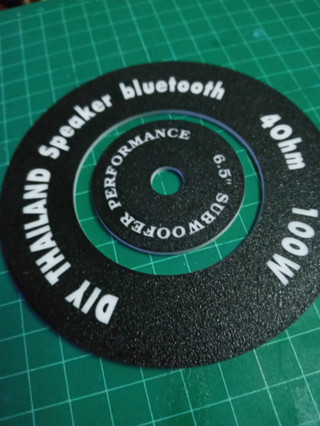 DIY THAILAND Speaker bluetooth
4Ohm 100W
SUBWOOFER PERFORMANCE
6.5"